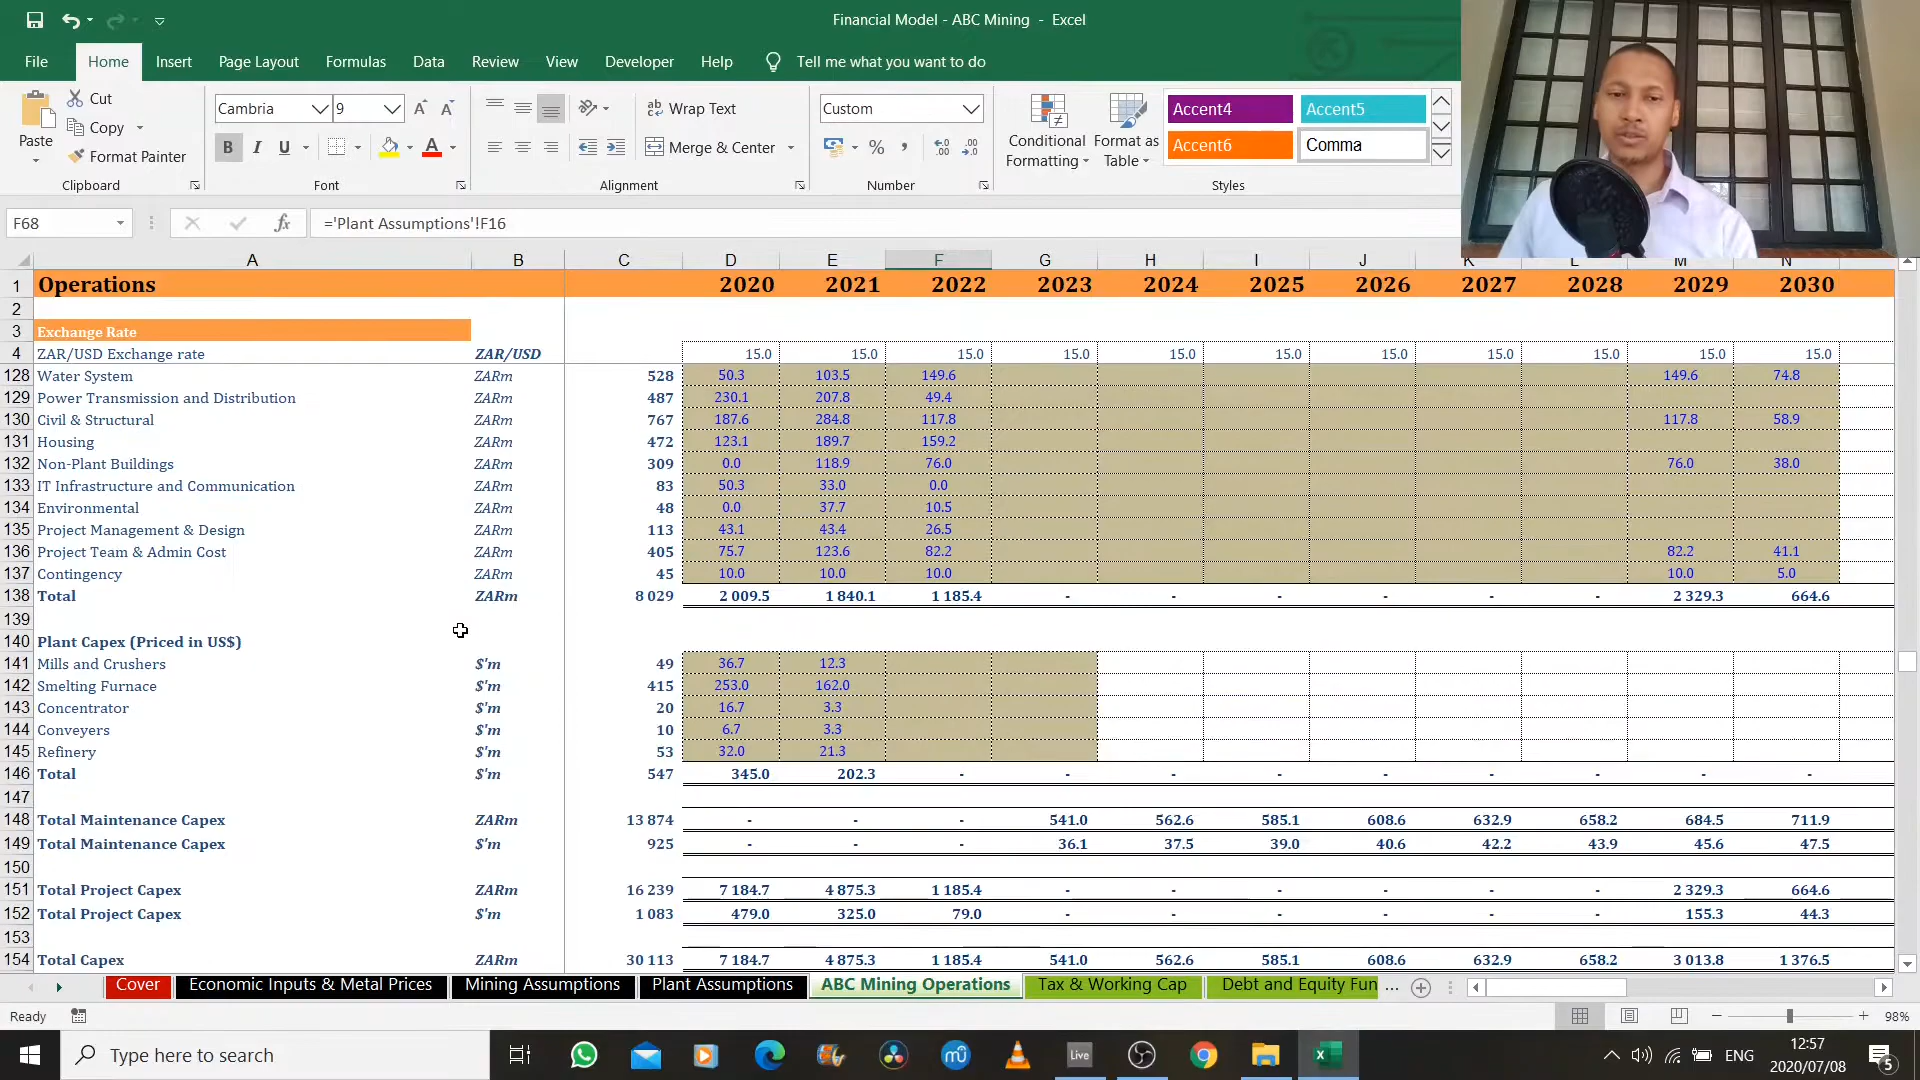 Financial Model - ABC Mining - Excel
File Home Insert Page Layout Formulas Data Review View Developer Help Tell me what you want to do
Paste Cut Copy Format Painter Clipboard
Cambria 9 B I U Font
Wrap Text Merge & Center Alignment
Custom % Number
Conditional Formatting Format as Table
Accent4 Accent5
Accent6 Comma
Styles
F68 fx ='Plant Assumptions'!F16
A B C D E F G H I J K L M N
1 Operations 2020 2021 2022 2023 2024 2025 2026 2027 2028 2029 2030
2
3 Exchange Rate
4 ZAR/USD Exchange rate ZAR/USD 15.0 15.0 15.0 15.0 15.0 15.0 15.0 15.0 15.0 15.0 15.0
128 Water System ZARm 528 50.3 103.5 149.6 149.6 74.8
129 Power Transmission and Distribution ZARm 487 230.1 207.8 49.4
130 Civil & Structural ZARm 767 187.6 284.8 117.8 117.8 58.9
131 Housing ZARm 472 123.1 189.7 159.2
132 Non-Plant Buildings ZARm 309 0.0 118.9 76.0 76.0 38.0
133 IT Infrastructure and Communication ZARm 83 50.3 33.0 0.0
134 Environmental ZARm 48 0.0 37.7 10.5
135 Project Management & Design ZARm 113 43.1 43.4 26.5
136 Project Team & Admin Cost ZARm 405 75.7 123.6 82.2 82.2 41.1
137 Contingency ZARm 45 10.0 10.0 10.0 10.0 5.0
138 Total ZARm 8 029 2 009.5 1 840.1 1 185.4 - - - - - - 2 329.3 664.6
139
140 Plant Capex (Priced in US$)
141 Mills and Crushers $'m 49 36.7 12.3
142 Smelting Furnace $'m 415 253.0 162.0
143 Concentrator $'m 20 16.7 3.3
144 Conveyers $'m 10 6.7 3.3
145 Refinery $'m 53 32.0 21.3
146 Total $'m 547 345.0 202.3 - - - - - - - - -
147
148 Total Maintenance Capex ZARm 13 874 - - - 541.0 562.6 585.1 608.6 632.9 658.2 684.5 711.9
149 Total Maintenance Capex $'m 925 - - - 36.1 37.5 39.0 40.6 42.2 43.9 45.6 47.5
150
151 Total Project Capex ZARm 16 239 7 184.7 4 875.3 1 185.4 - - - - - - 2 329.3 664.6
152 Total Project Capex $'m 1 083 479.0 325.0 79.0 - - - - - - 155.3 44.3
153
154 Total Capex ZARm 30 113 7 184.7 4 875.3 1 185.4 541.0 562.6 585.1 608.6 632.9 658.2 3 013.8 1 376.5
Cover Economic Inputs & Metal Prices Mining Assumptions Plant Assumptions ABC Mining Operations Tax & Working Cap Debt and Equity Fun ...
Ready 98%
Type here to search Live ENG 12:57
2020/07/08 5